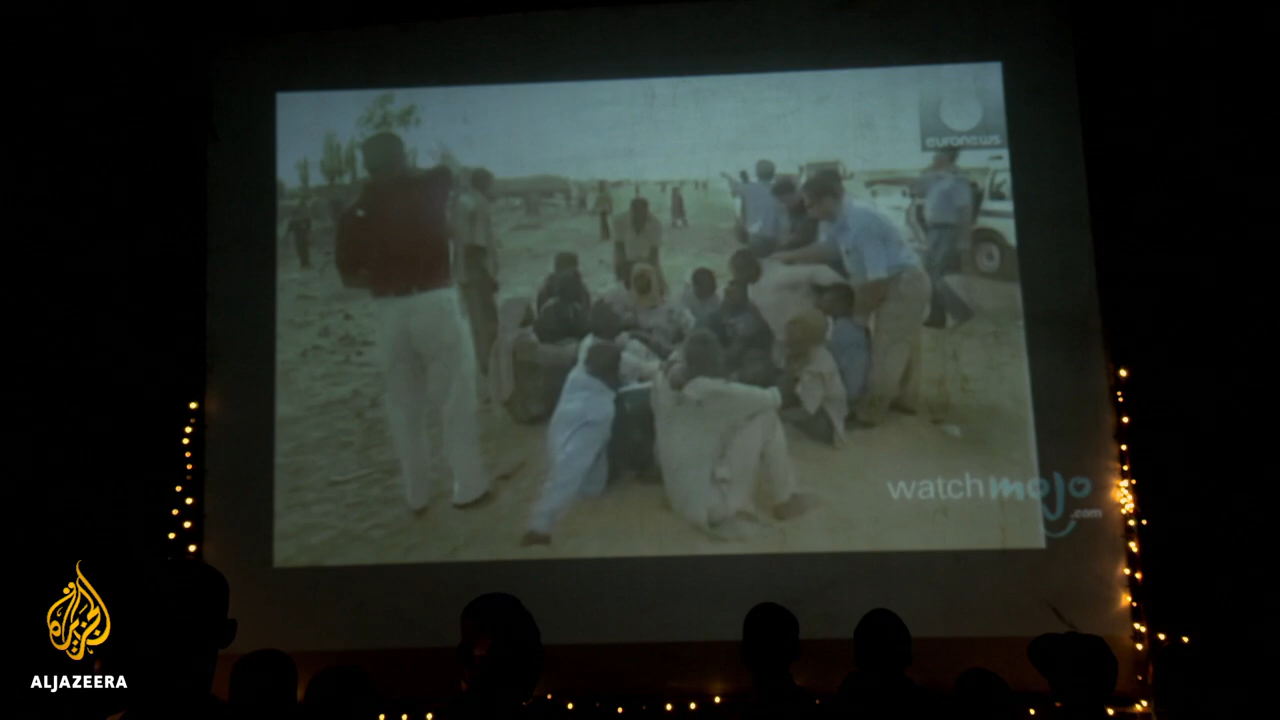 euronews
watchmojo
.com
الجزيرة
ALJAZEERA